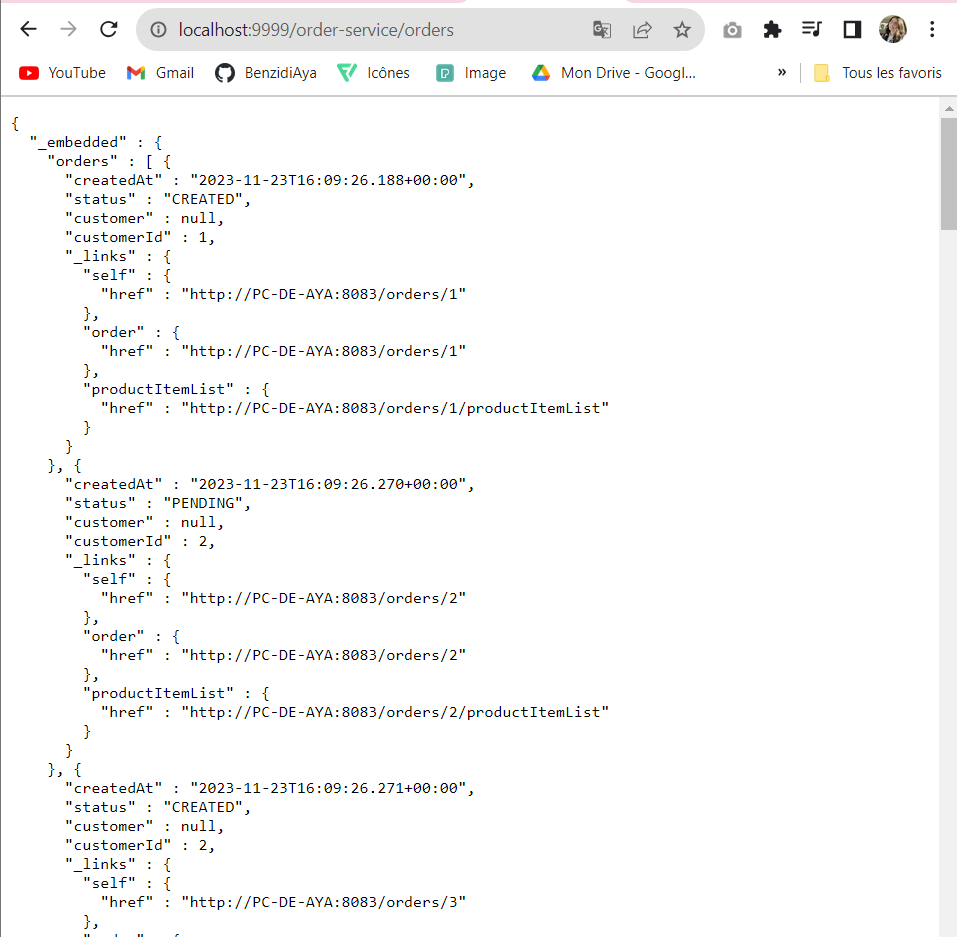 localhost:9999/order-service/orders
YouTube Gmail BenzidiAya Icônes Image Mon Drive - Googl... » Tous les favoris
{
  "_embedded" : {
    "orders" : [ {
      "createdAt" : "2023-11-23T16:09:26.188+00:00",
      "status" : "CREATED",
      "customer" : null,
      "customerId" : 1,
      "_links" : {
        "self" : {
          "href" : "http://PC-DE-AYA:8083/orders/1"
        },
        "order" : {
          "href" : "http://PC-DE-AYA:8083/orders/1"
        },
        "productItemList" : {
          "href" : "http://PC-DE-AYA:8083/orders/1/productItemList"
        }
      }
    }, {
      "createdAt" : "2023-11-23T16:09:26.270+00:00",
      "status" : "PENDING",
      "customer" : null,
      "customerId" : 2,
      "_links" : {
        "self" : {
          "href" : "http://PC-DE-AYA:8083/orders/2"
        },
        "order" : {
          "href" : "http://PC-DE-AYA:8083/orders/2"
        },
        "productItemList" : {
          "href" : "http://PC-DE-AYA:8083/orders/2/productItemList"
        }
      }
    }, {
      "createdAt" : "2023-11-23T16:09:26.271+00:00",
      "status" : "CREATED",
      "customer" : null,
      "customerId" : 2,
      "_links" : {
        "self" : {
          "href" : "http://PC-DE-AYA:8083/orders/3"
        },